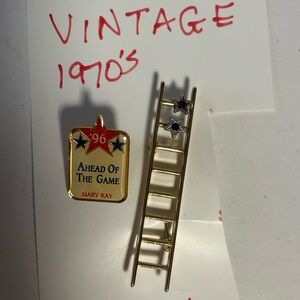 VINTAGE
1970's
'96
AHEAD OF
THE GAME
MARY KAY